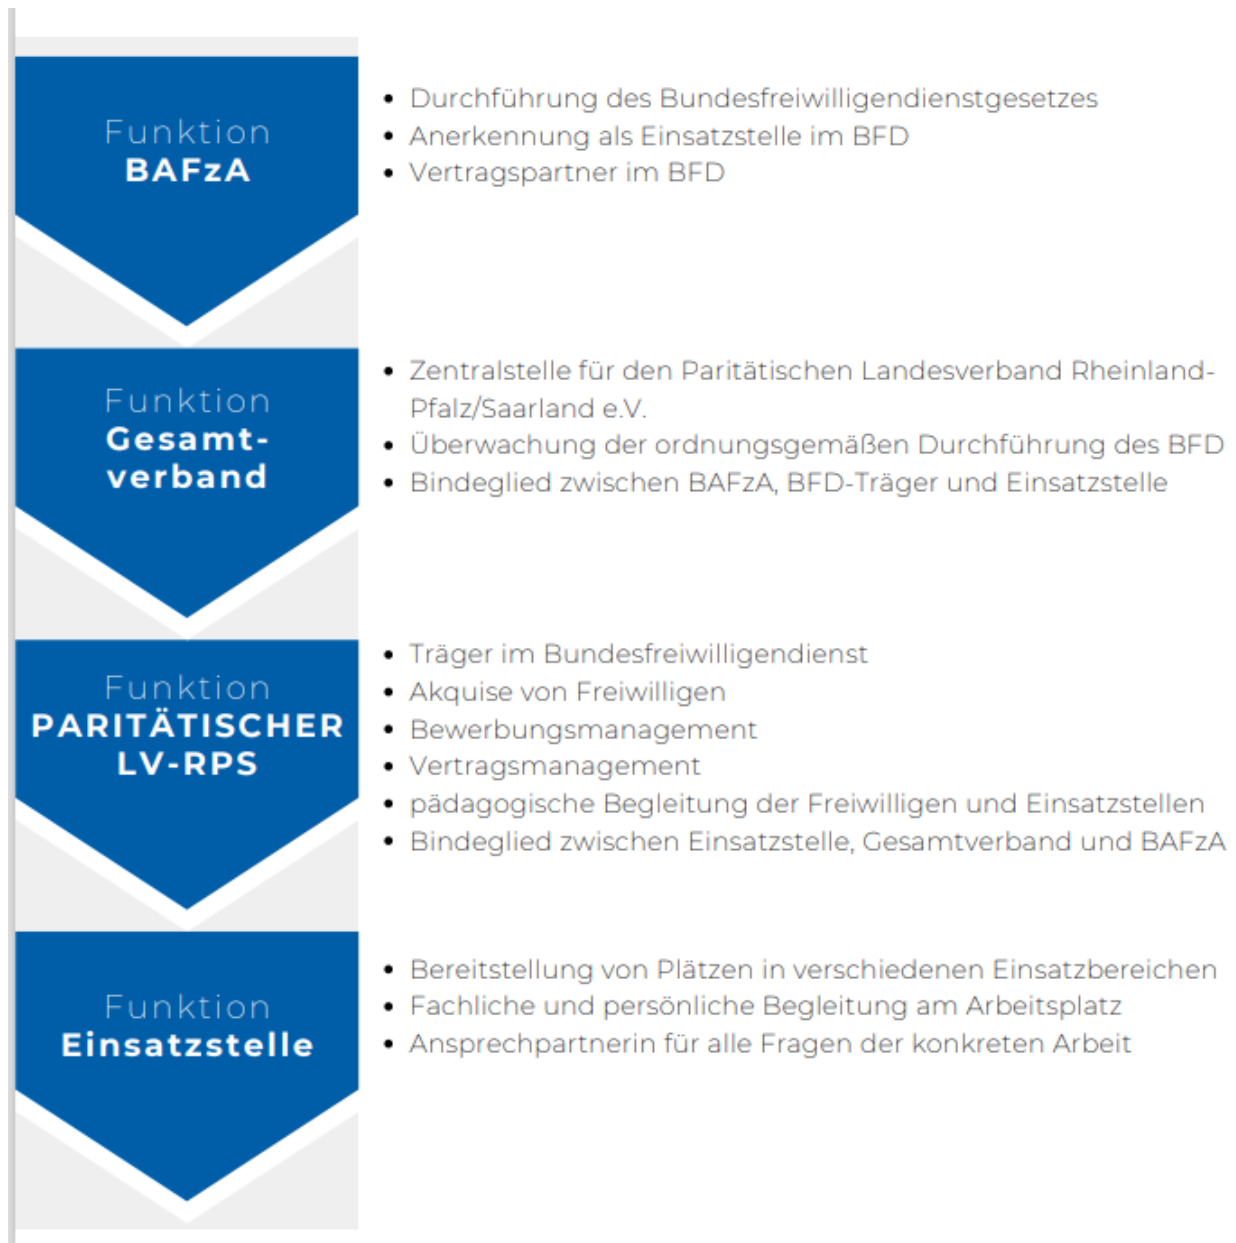 Funktion
BAFzA
• Durchführung des Bundesfreiwilligendienstgesetzes
• Anerkennung als Einsatzstelle im BFD
• Vertragspartner im BFD
Funktion
Gesamt-
verband
• Zentralstelle für den Paritätischen Landesverband Rheinland-
Pfalz/Saarland e.V.
• Überwachung der ordnungsgemäßen Durchführung des BFD
• Bindeglied zwischen BAFzA, BFD-Träger und Einsatzstelle
Funktion
PARITÄTISCHER
LV-RPS
• Träger im Bundesfreiwilligendienst
• Akquise von Freiwilligen
• Bewerbungsmanagement
• Vertragsmanagement
• pädagogische Begleitung der Freiwilligen und Einsatzstellen
• Bindeglied zwischen Einsatzstelle, Gesamtverband und BAFzA
Funktion
Einsatzstelle
• Bereitstellung von Plätzen in verschiedenen Einsatzbereichen
• Fachliche und persönliche Begleitung am Arbeitsplatz
• Ansprechpartnerin für alle Fragen der konkreten Arbeit